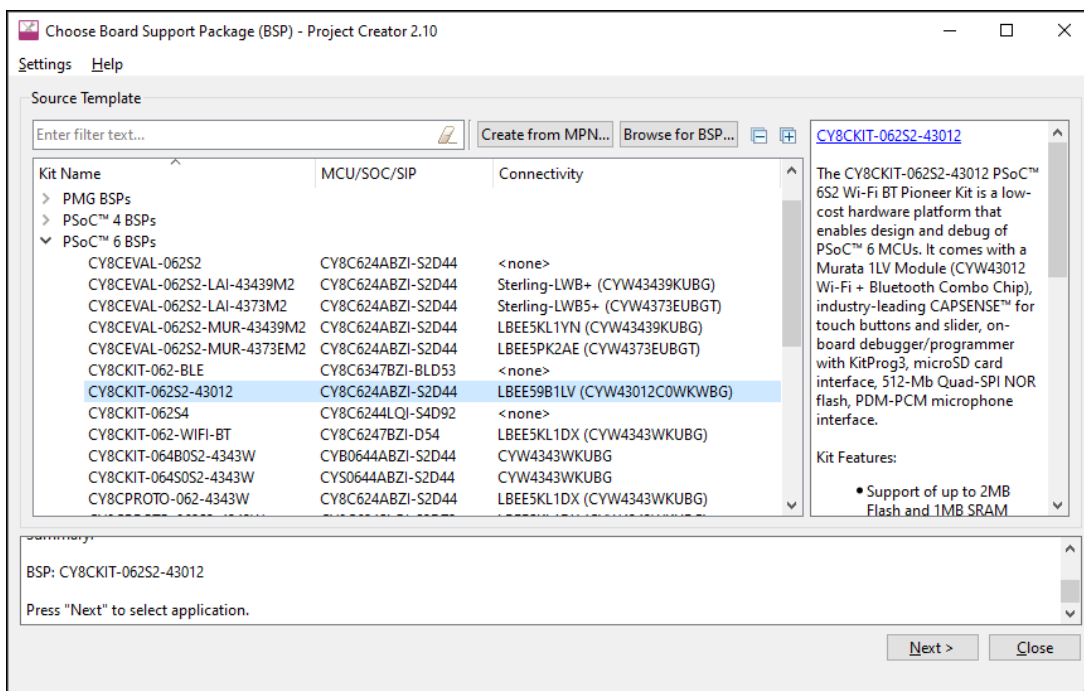 Choose Board Support Package (BSP) - Project Creator 2.10
Settings Help
Source Template
Enter filter text...
Create from MPN...
Browse for BSP...
Kit Name MCU/SOC/SIP Connectivity
PMG BSPs
PSoC™ 4 BSPs
PSoC™ 6 BSPs
CY8CEVAL-062S2 CY8C624ABZI-S2D44 <none>
CY8CEVAL-062S2-LAI-43439M2 CY8C624ABZI-S2D44 Sterling-LWB+ (CYW43439KUBG)
CY8CEVAL-062S2-LAI-4373M2 CY8C624ABZI-S2D44 Sterling-LWB5+ (CYW4373EUBGT)
CY8CEVAL-062S2-MUR-43439M2 CY8C624ABZI-S2D44 LBEE5KL1YN (CYW43439KUBG)
CY8CEVAL-062S2-MUR-4373EM2 CY8C624ABZI-S2D44 LBEE5PK2AE (CYW4373EUBGT)
CY8CKIT-062-BLE CY8C6347BZI-BLD53 <none>
CY8CKIT-062S2-43012 CY8C624ABZI-S2D44 LBEE59B1LV (CYW43012C0WKWBG)
CY8CKIT-062S4 CY8C6244LQI-S4D92 <none>
CY8CKIT-062-WIFI-BT CY8C6247BZI-D54 LBEE5KL1DX (CYW4343WKUBG)
CY8CKIT-064B0S2-4343W CYB0644ABZI-S2D44 CYW4343WKUBG
CY8CKIT-064S0S2-4343W CYS0644ABZI-S2D44 CYW4343WKUBG
CY8CPROTO-062-4343W CY8C624ABZI-S2D44 LBEE5KL1DX (CYW4343WKUBG)
CY8CKIT-062S2-43012
The CY8CKIT-062S2-43012 PSoC™
6S2 Wi-Fi BT Pioneer Kit is a low-
cost hardware platform that
enables design and debug of
PSoC™ 6 MCUs. It comes with a
Murata 1LV Module (CYW43012
Wi-Fi + Bluetooth Combo Chip),
industry-leading CAPSENSE™ for
touch buttons and slider, on-
board debugger/programmer
with KitProg3, microSD card
interface, 512-Mb Quad-SPI NOR
flash, PDM-PCM microphone
interface.
Kit Features:
• Support of up to 2MB
Flash and 1MB SRAM
Summary:
BSP: CY8CKIT-062S2-43012
Press "Next" to select application.
Next > Close